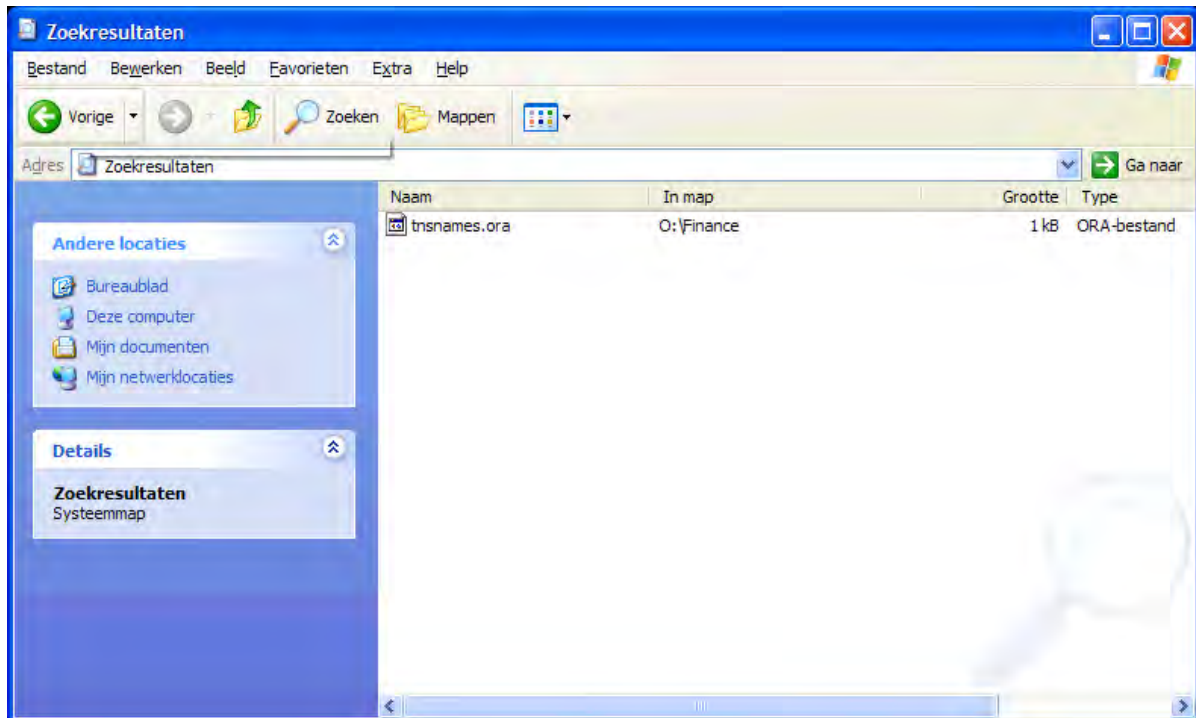 Zoekresultaten
Bestand Bewerken Beeld Favorieten Extra Help
Vorige Zoeken Mappen
Adres Zoekresultaten Ga naar
Naam In map Grootte Type
tnsnames.ora O:\Finance 1 kB ORA-bestand
Andere locaties
Bureaublad
Deze computer
Mijn documenten
Mijn netwerklocaties
Details
Zoekresultaten
Systeemmap